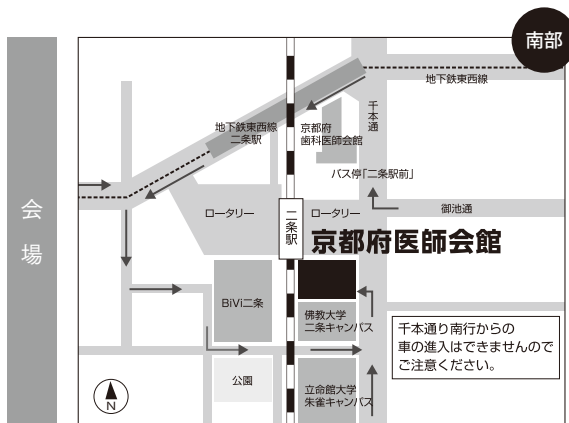 南部
会場
地下鉄東西線
千本通
地下鉄東西線
二条駅
京都府
歯科医師会館
バス停「二条駅前」
ロータリー
二条駅
ロータリー
御池通
京都府医師会館
BiVi二条
佛教大学
二条キャンパス
千本通り南行からの
車の進入はできませんので
ご注意ください。
公園
立命館大学
朱雀キャンパス
N